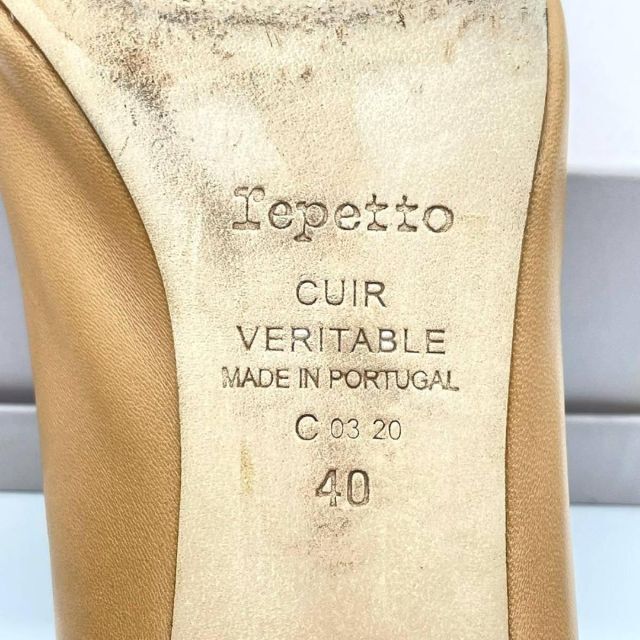 repetto
CUIR
VERITABLE
MADE IN PORTUGAL
C 03 20
40